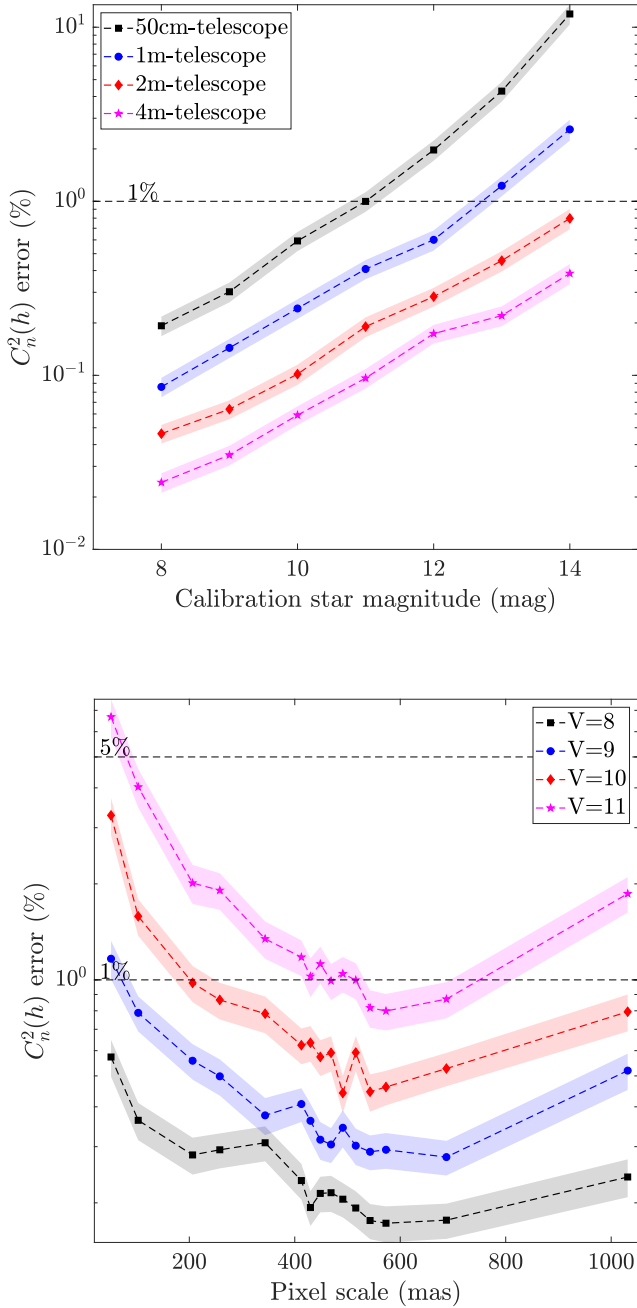 10^1
50cm-telescope
1m-telescope
2m-telescope
4m-telescope
1%
10^0
10^{-1}
10^{-2}
C_n^2(h) error (%)
8 10 12 14
Calibration star magnitude (mag)
V=8
V=9
V=10
V=11
5%
1%
10^0
C_n^2(h) error (%)
200 400 600 800 1000
Pixel scale (mas)